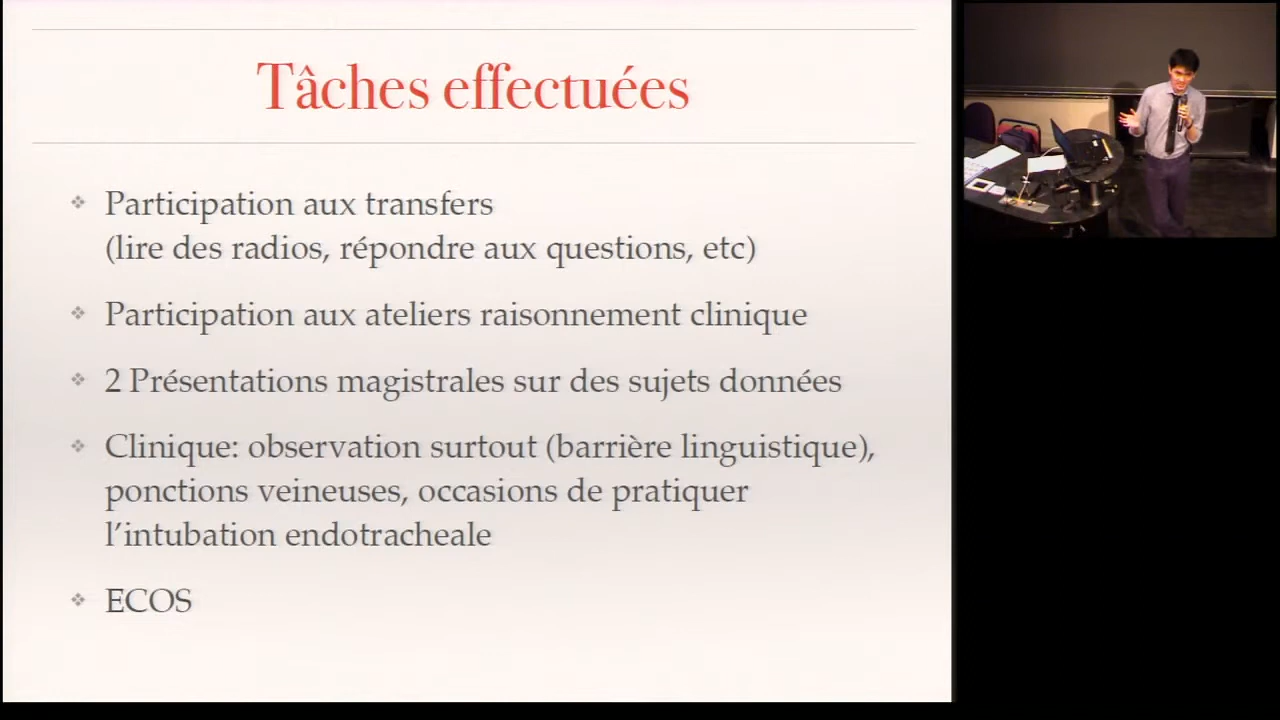 Tâches effectuées
Participation aux transfers
(lire des radios, répondre aux questions, etc)
Participation aux ateliers raisonnement clinique
2 Présentations magistrales sur des sujets données
Clinique: observation surtout (barrière linguistique),
ponctions veineuses, occasions de pratiquer
l'intubation endotracheale
ECOS